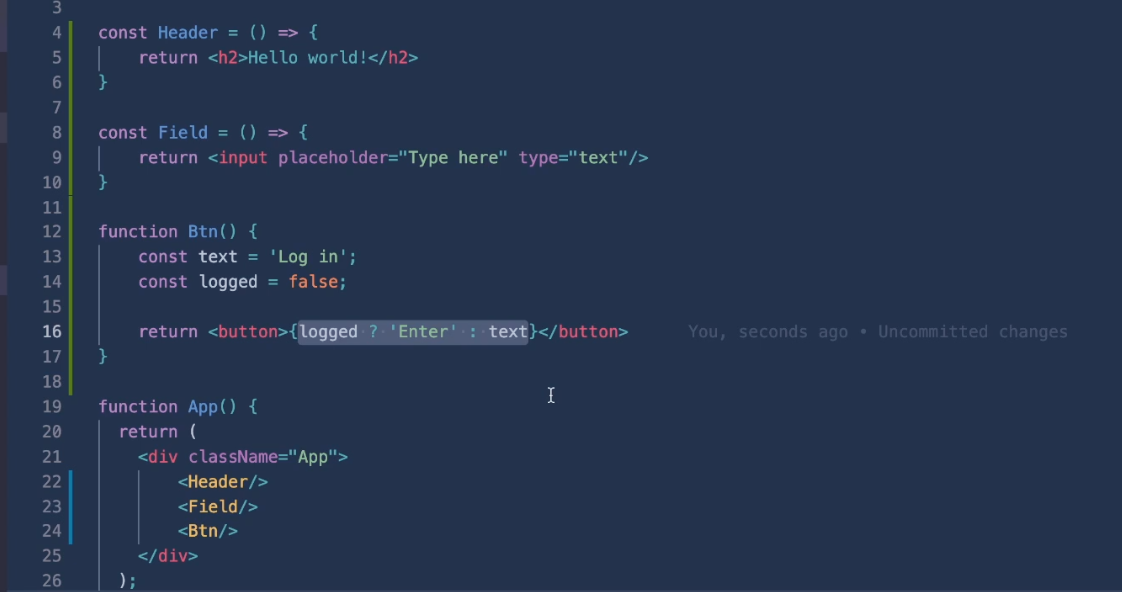 3
4 const Header = () => {
5 return <h2>Hello world!</h2>
6 }
7
8 const Field = () => {
9 return <input placeholder="Type here" type="text"/>
10 }
11
12 function Btn() {
13 const text = 'Log in';
14 const logged = false;
15
16 return <button>{logged ? 'Enter' : text}</button> You, seconds ago • Uncommitted changes
17 }
18
19 function App() {
20 return (
21 <div className="App">
22 <Header/>
23 <Field/>
24 <Btn/>
25 </div>
26 );